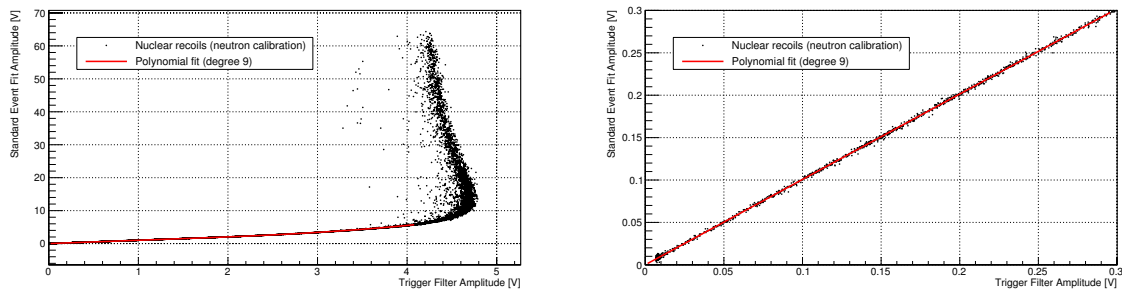 Standard Event Fit Amplitude [V]
70
60
50
40
30
20
10
0
Nuclear recoils (neutron calibration)
Polynomial fit (degree 9)
0 1 2 3 4 5
Trigger Filter Amplitude [V]
Standard Event Fit Amplitude [V]
0.3
0.25
0.2
0.15
0.1
0.05
0
Nuclear recoils (neutron calibration)
Polynomial fit (degree 9)
0 0.05 0.1 0.15 0.2 0.25 0.3
Trigger Filter Amplitude [V]